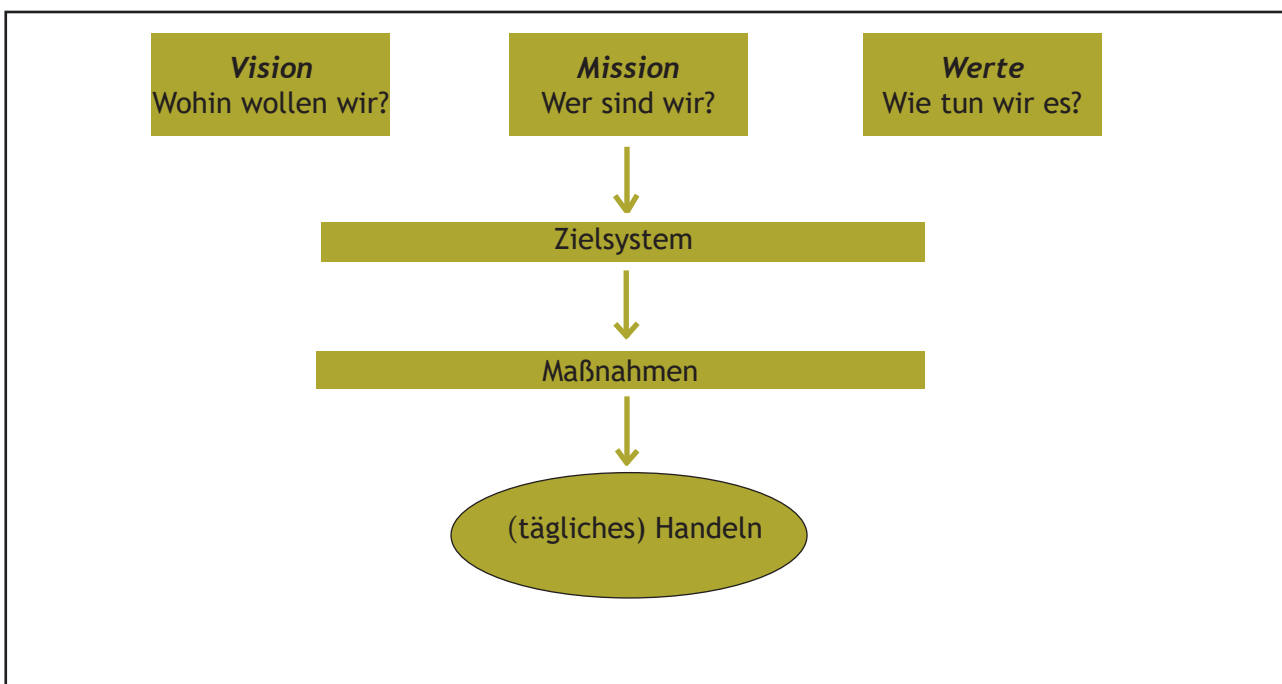 Vision
Wohin wollen wir?
Mission
Wer sind wir?
Werte
Wie tun wir es?
Zielsystem
Maßnahmen
(tägliches) Handeln